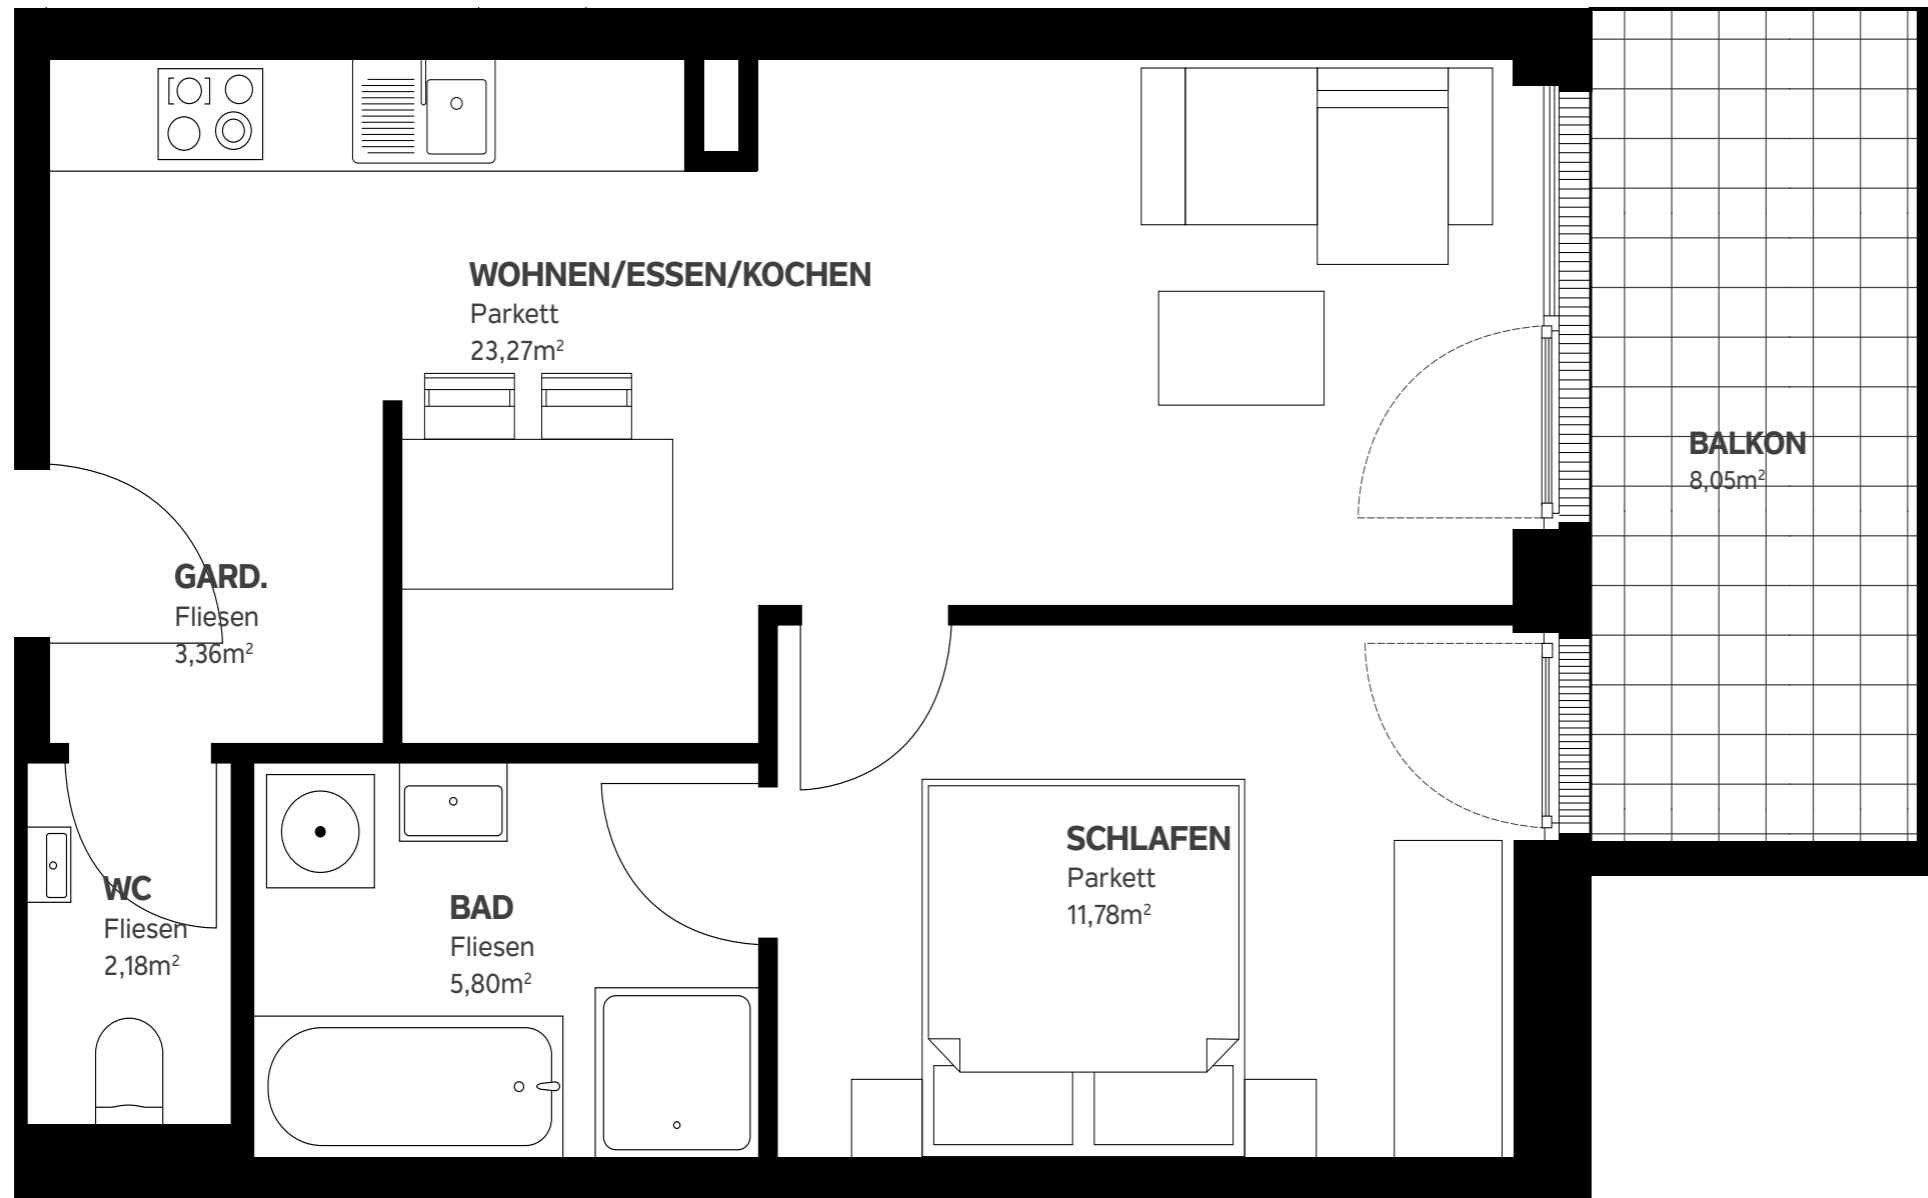 WOHNEN/ESSEN/KOCHEN
Parkett
23,27m²
BALKON
8,05m²
GARD.
Fliesen
3,36m²
SCHLAFEN
Parkett
11,78m²
WC
Fliesen
2,18m²
BAD
Fliesen
5,80m²